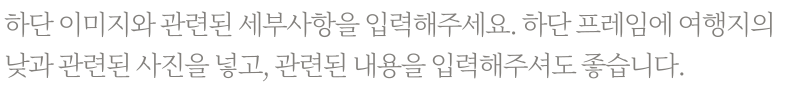 하단 이미지와 관련된 세부사항을 입력해주세요. 하단 프레임에 여행지의
낮과 관련된 사진을 넣고, 관련된 내용을 입력해주셔도 좋습니다.